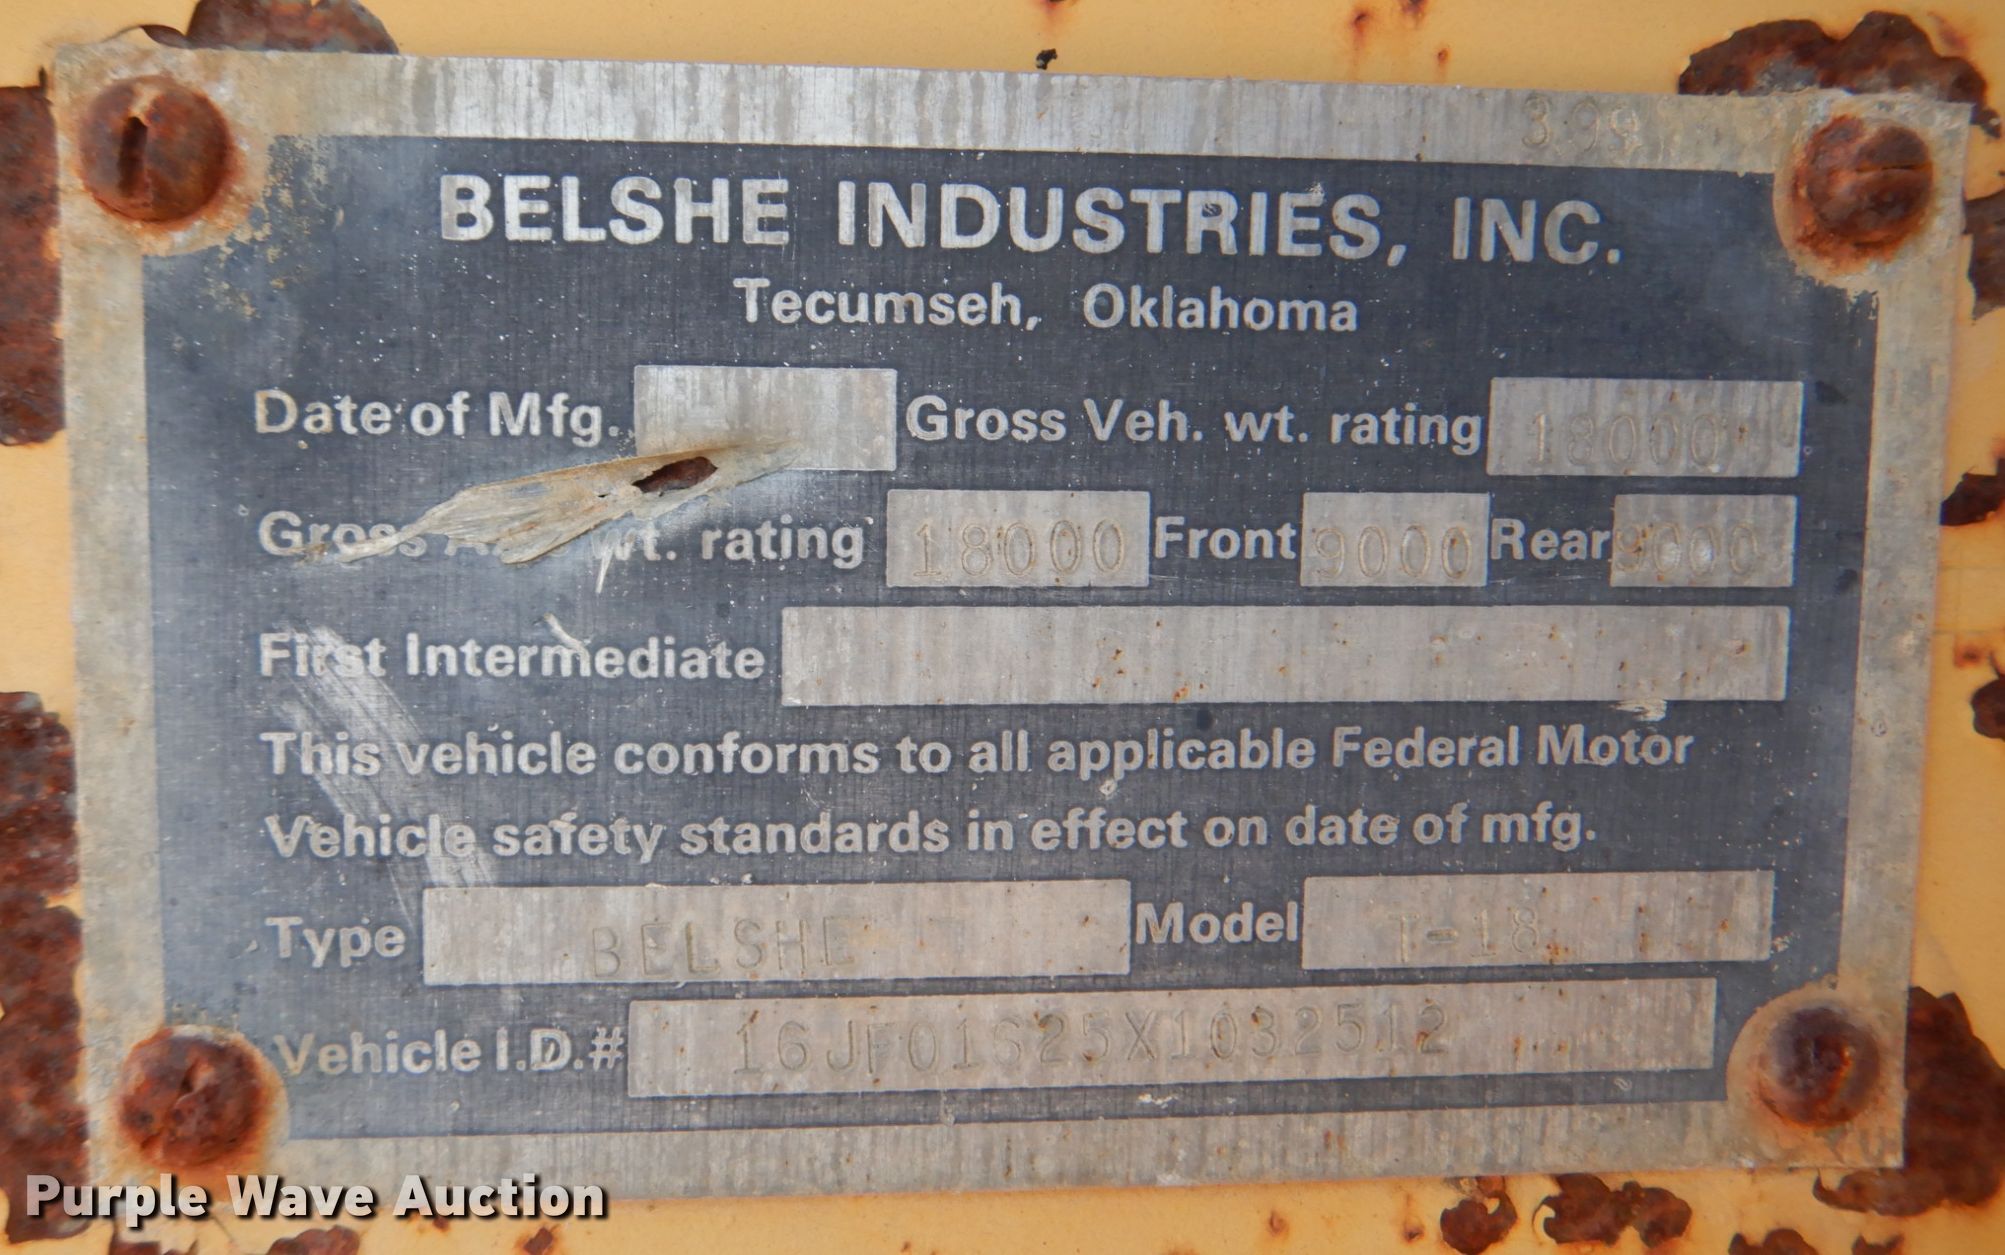 3 99
BELSHE INDUSTRIES, INC.
Tecumseh, Oklahoma
Date of Mfg. Gross Veh. wt. rating 18000
Gross wt. rating 18000 Front 9000 Rear 9000
First Intermediate
This vehicle conforms to all applicable Federal Motor
Vehicle safety standards in effect on date of mfg.
Type BELSHE T Model T-18
Vehicle I.D.# 16JF01S25X1032512
Purple Wave Auction